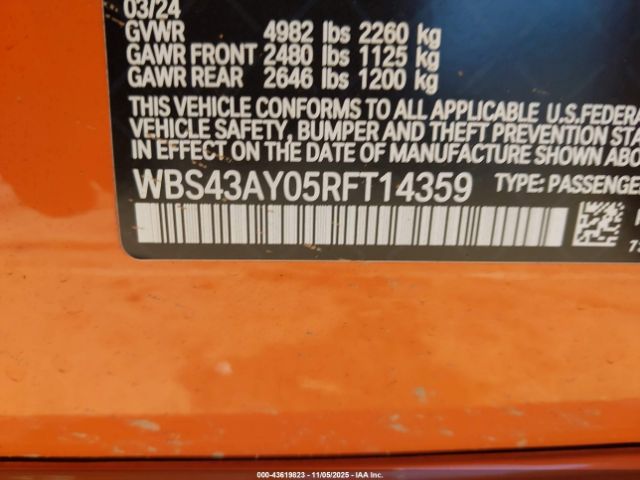 03/24
GVWR 4982 lbs 2260 kg
GAWR FRONT 2480 lbs 1125 kg
GAWR REAR 2646 lbs 1200 kg
THIS VEHICLE CONFORMS TO ALL APPLICABLE U.S.FEDERA
VEHICLE SAFETY, BUMPER AND THEFT PREVENTION STA
IN EFFECT ON THE DATE OF MANUFACTURE SHOWN ABO
WBS43AY05RFT14359 TYPE: PASSENGE
000-43619823 - 11/05/2025 - IAAI.com